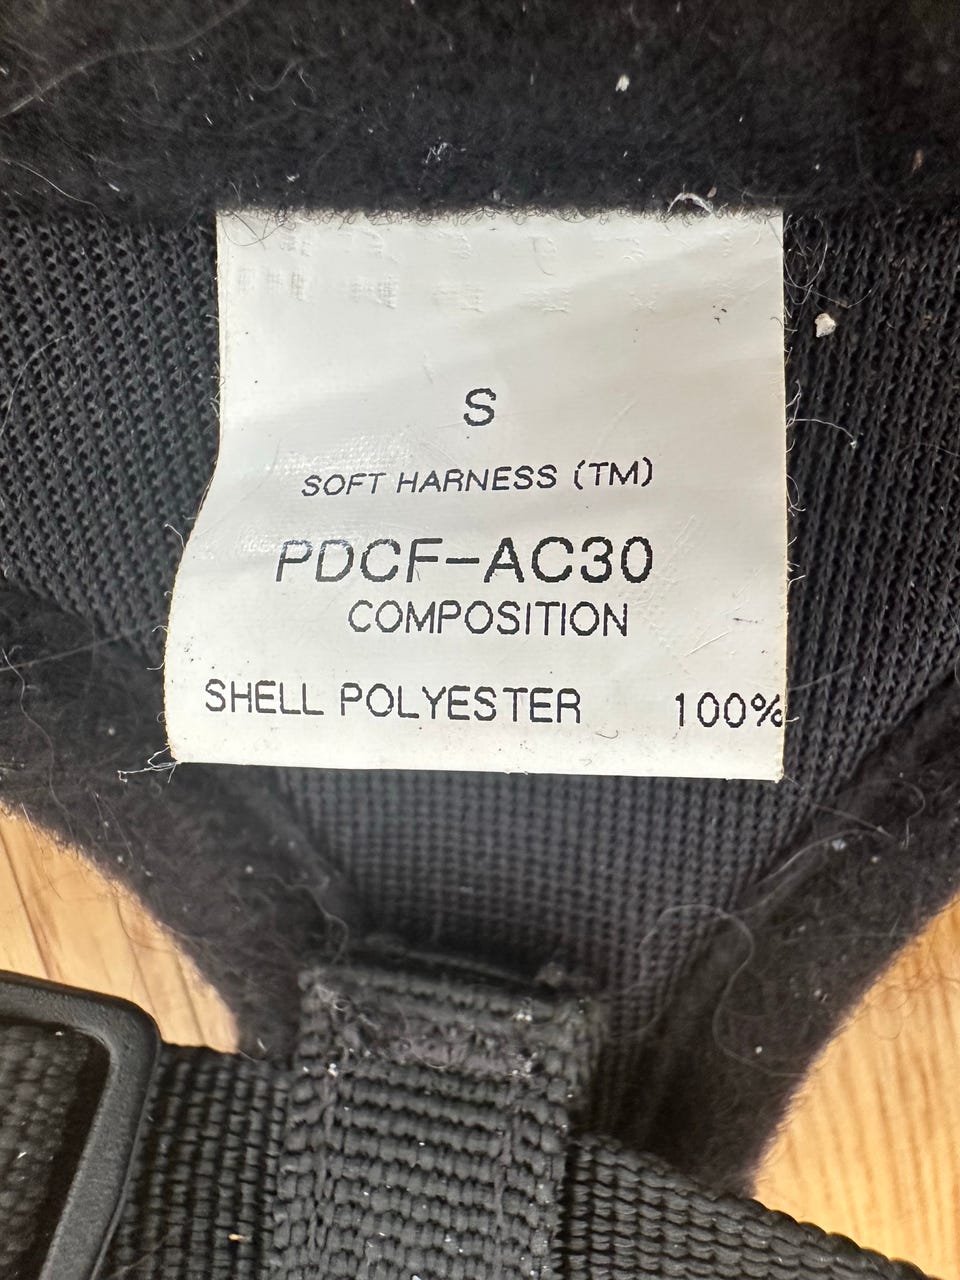 S
SOFT HARNESS (TM)
PDCF-AC30
COMPOSITION
SHELL POLYESTER 100%